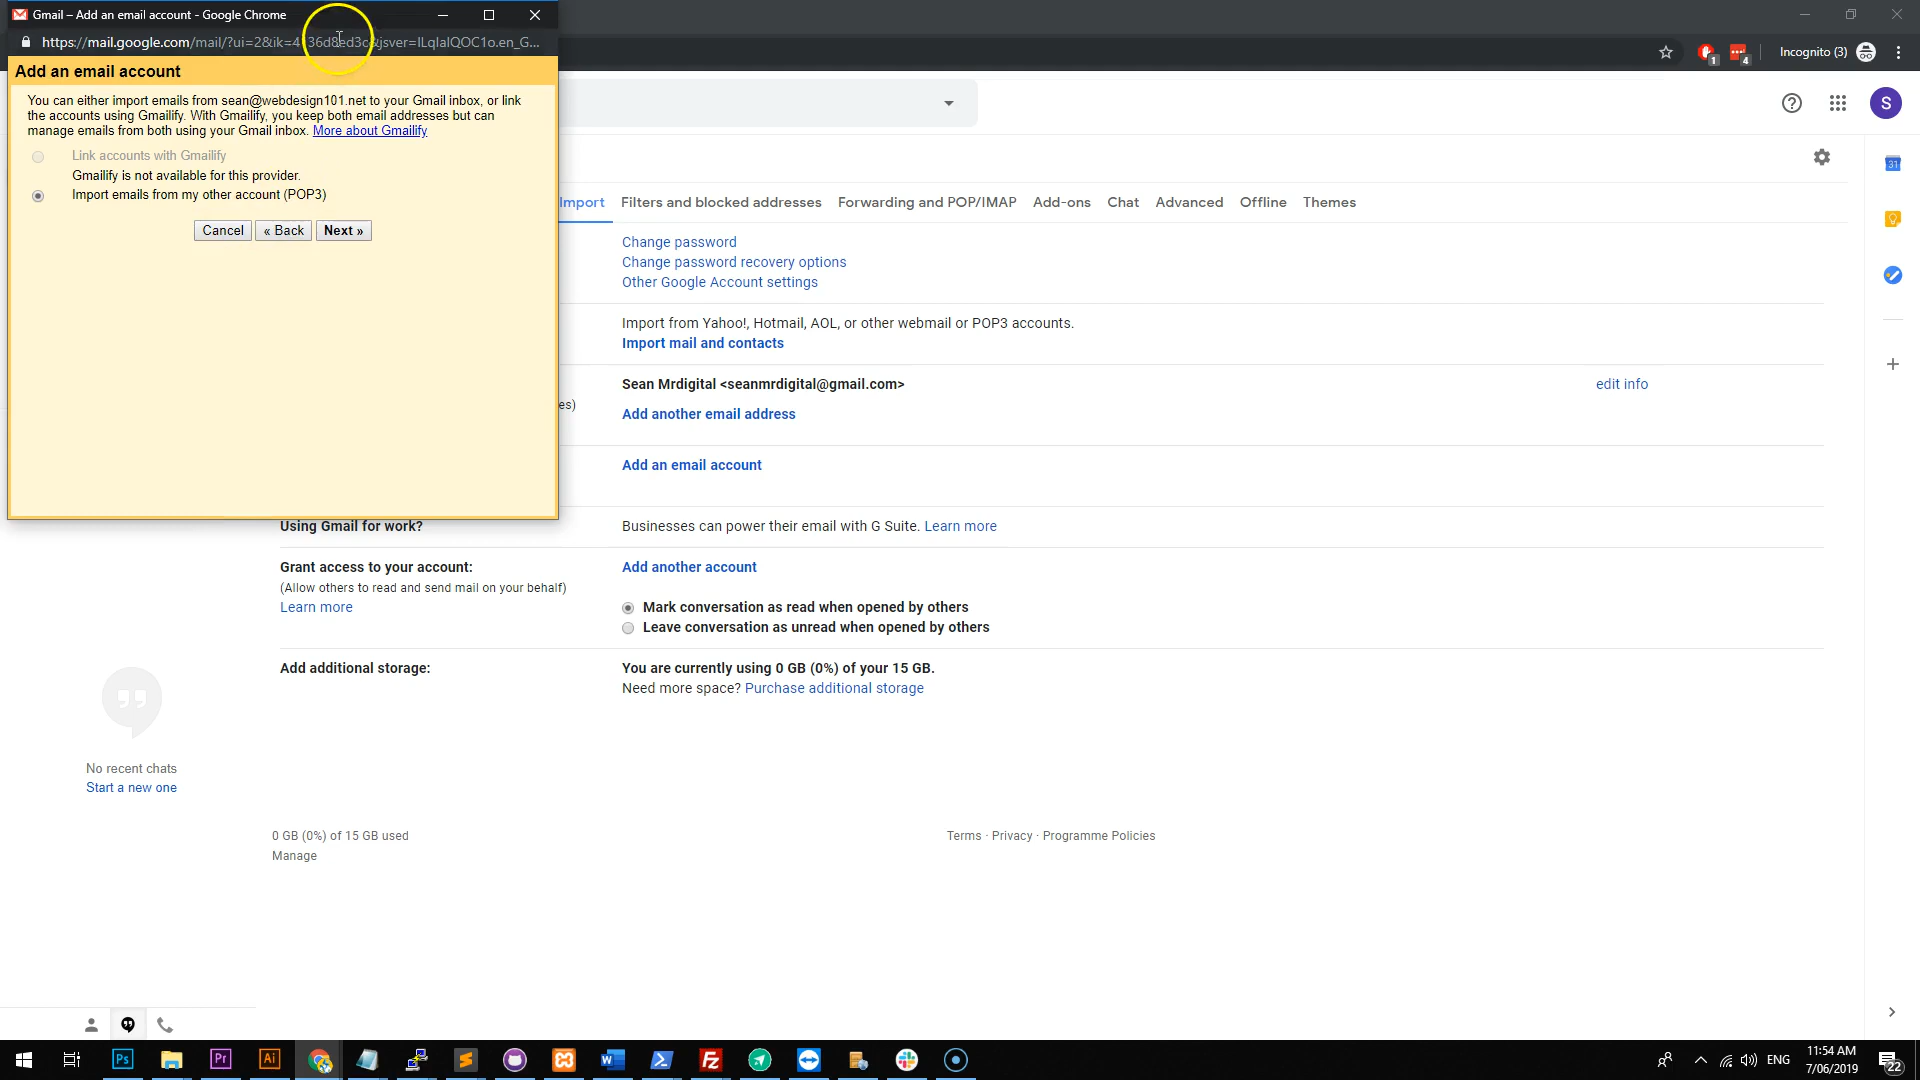 Gmail – Add an email account - Google Chrome
https://mail.google.com/mail/?ui=2&ik=4136d8ed3c&jsver=ILqlalQOC1o.en_G...
1
4
Incognito (3)
Add an email account
You can either import emails from sean@webdesign101.net to your Gmail inbox, or link
the accounts using Gmailify. With Gmailify, you keep both email addresses but can
manage emails from both using your Gmail inbox. More about Gmailify
Link accounts with Gmailify
Gmailify is not available for this provider.
Import emails from my other account (POP3)
Cancel
« Back
Next »
S
31
Import
Filters and blocked addresses
Forwarding and POP/IMAP
Add-ons
Chat
Advanced
Offline
Themes
Change password
Change password recovery options
Other Google Account settings
Import from Yahoo!, Hotmail, AOL, or other webmail or POP3 accounts.
Import mail and contacts
Sean Mrdigital <seanmrdigital@gmail.com>
edit info
es)
Add another email address
Add an email account
Using Gmail for work?
Businesses can power their email with G Suite. Learn more
Grant access to your account:
Add another account
(Allow others to read and send mail on your behalf)
Learn more
Mark conversation as read when opened by others
Leave conversation as unread when opened by others
Add additional storage:
You are currently using 0 GB (0%) of your 15 GB.
Need more space? Purchase additional storage
No recent chats
Start a new one
0 GB (0%) of 15 GB used
Manage
Terms · Privacy · Programme Policies
Ps
Pr
Ai
W
Fz
ENG
11:54 AM
7/06/2019
22